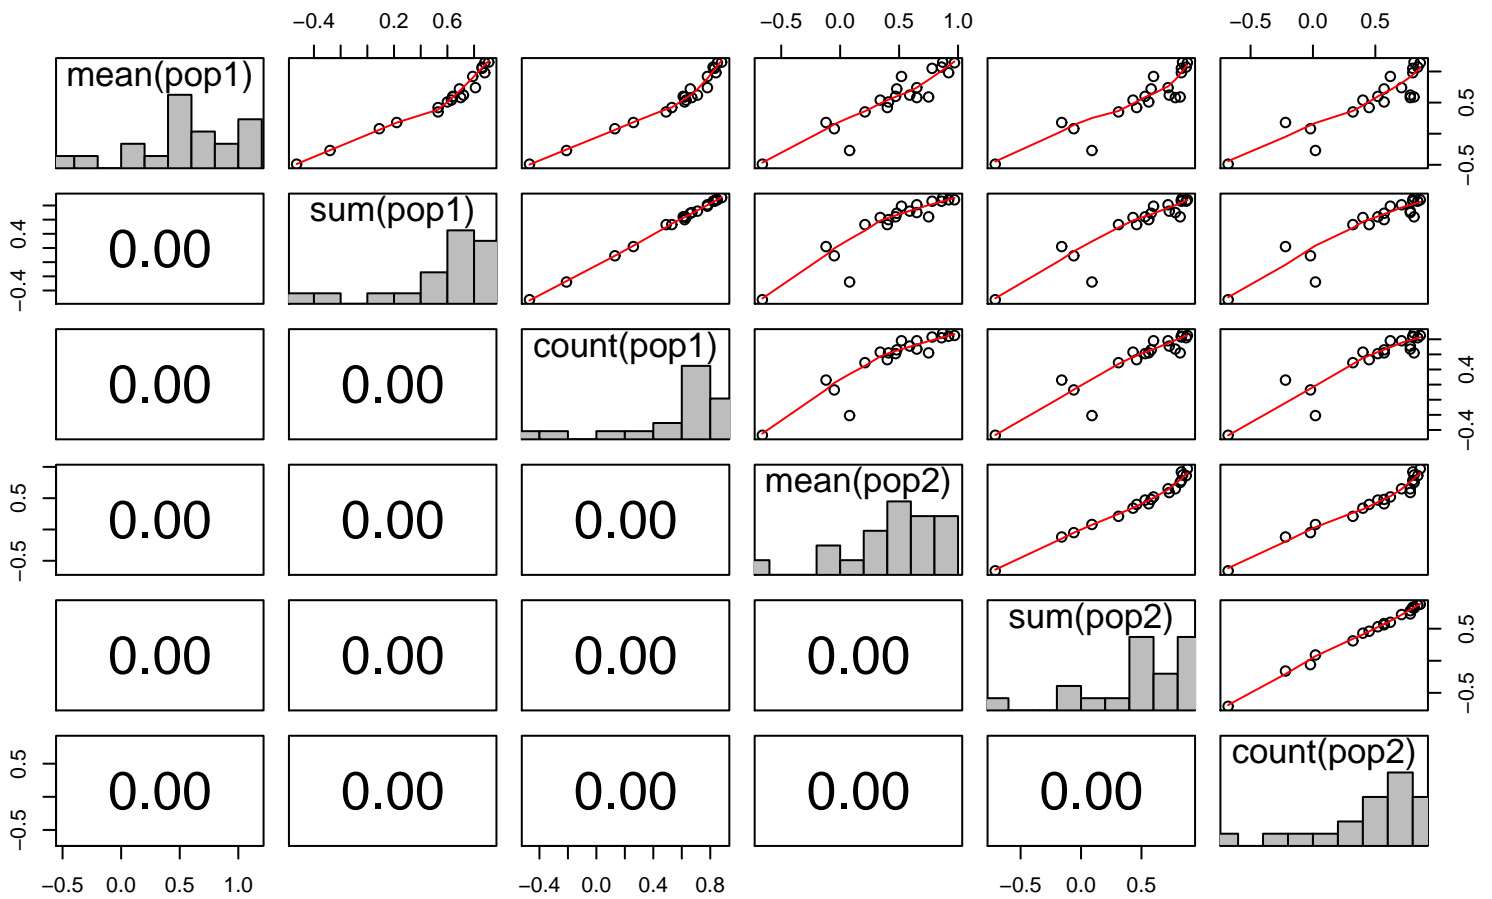 −0.4 0.2 0.6 0.0 0.5 1.0 0.0 0.5
mean(pop1)
−0.5 0.5
−0.4 0.4 0.00 sum(pop1)
0.00 0.00 count(pop1)
−0.4 0.4
−0.5 0.5 0.00 0.00 0.00 mean(pop2)
0.00 0.00 0.00 0.00 sum(pop2)
−0.5 0.5
−0.5 0.5 0.00 0.00 0.00 0.00 0.00 count(pop2)
−0.5 0.0 0.5 1.0 −0.4 0.0 0.4 0.8 −0.5 0.0 0.5